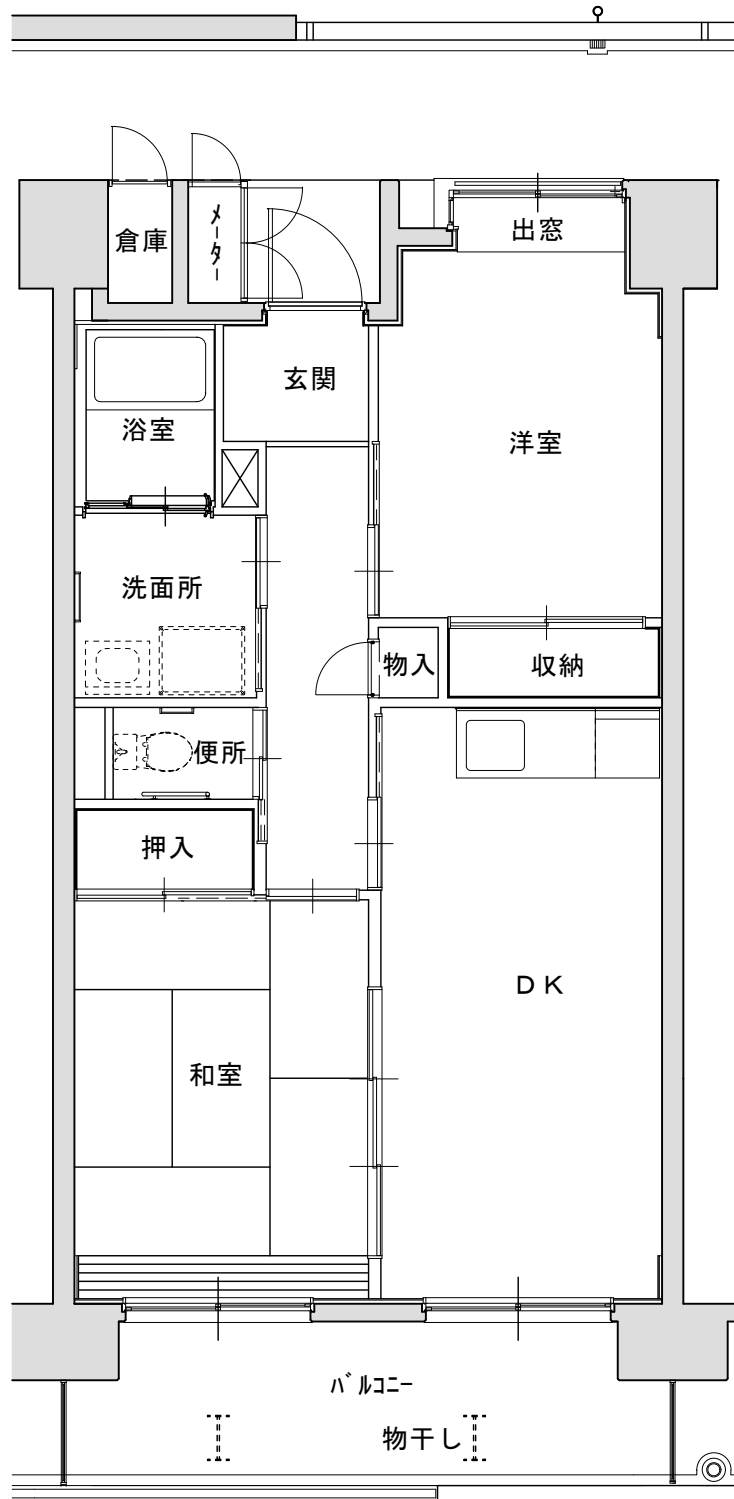 倉庫
メーター
出窓
玄関
浴室
洋室
洗面所
物入
収納
便所
押入
DK
和室
バルコニー
物干し